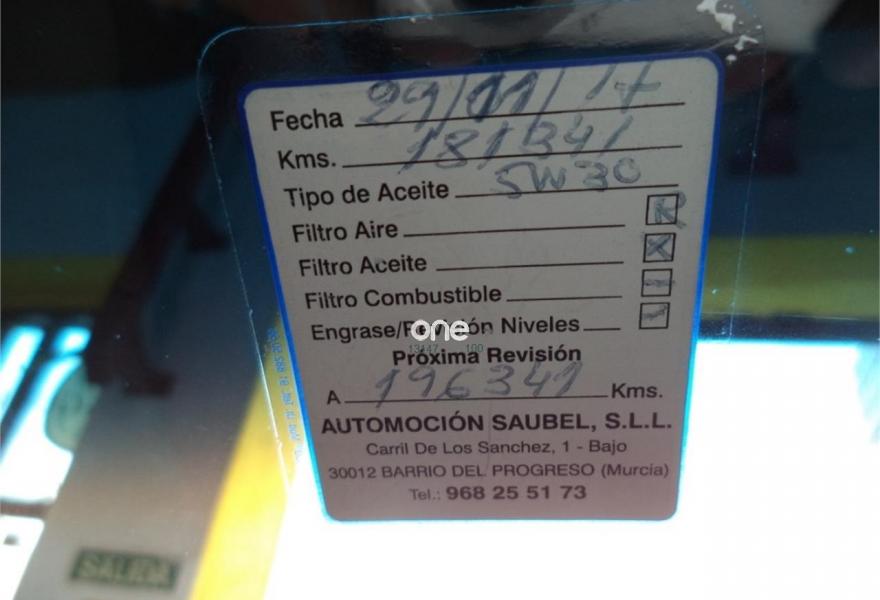 Fecha 29/11/17
Kms. 181341
Tipo de Aceite 5W30
Filtro Aire
Filtro Aceite X
Filtro Combustible -
Engrase/Revisión Niveles
one
Próxima Revisión
A 196341 Kms.
AUTOMOCIÓN SAUBEL, S.L.L.
Carril De Los Sanchez, 1 - Bajo
30012 BARRIO DEL PROGRESO (Murcia)
Tel.: 968 25 51 73
SALIDA